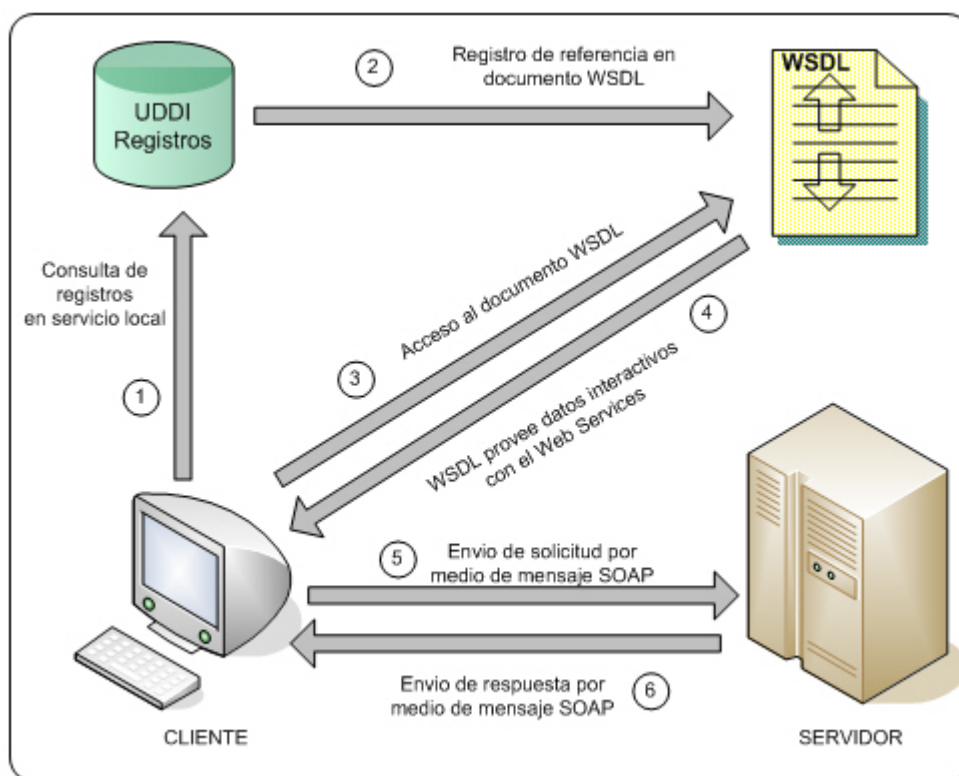 UDDI
Registros
2
Registro de referencia en
documento WSDL
WSDL
Consulta de
registros
en servicio local
1
3
Acceso al documento WSDL
4
WSDL provee datos interactivos
con el Web Services
5
Envio de solicitud por
medio de mensaje SOAP
Envio de respuesta por
medio de mensaje SOAP
6
CLIENTE
SERVIDOR